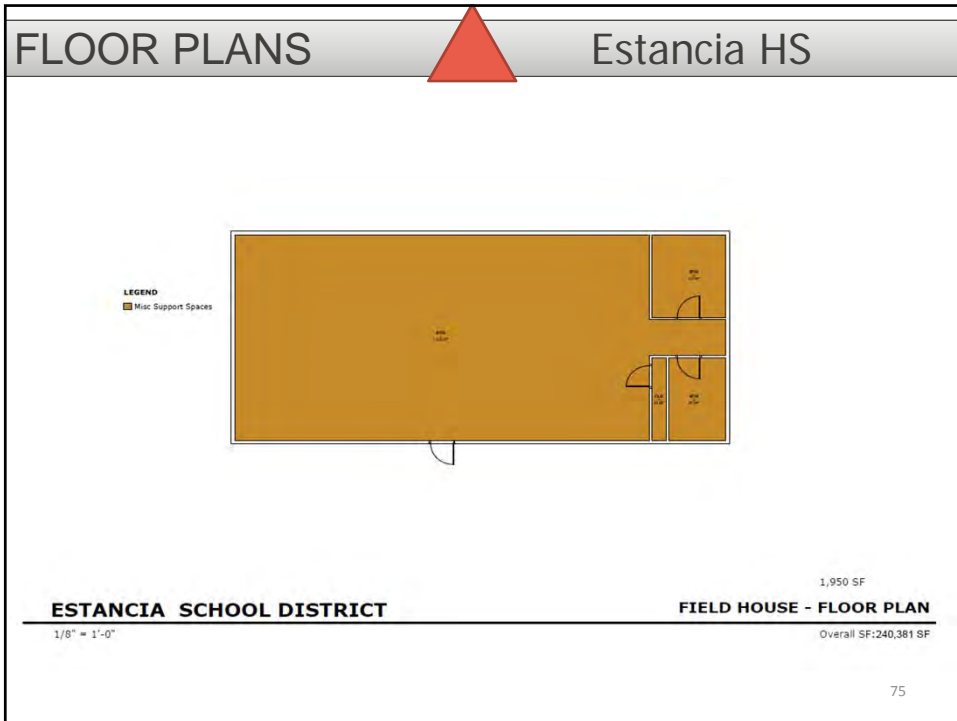 FLOOR PLANS
Estancia HS
LEGEND
Misc Support Spaces
1,950 SF
ESTANCIA SCHOOL DISTRICT
FIELD HOUSE - FLOOR PLAN
1/8" = 1'-0"
Overall SF:240,381 SF
75